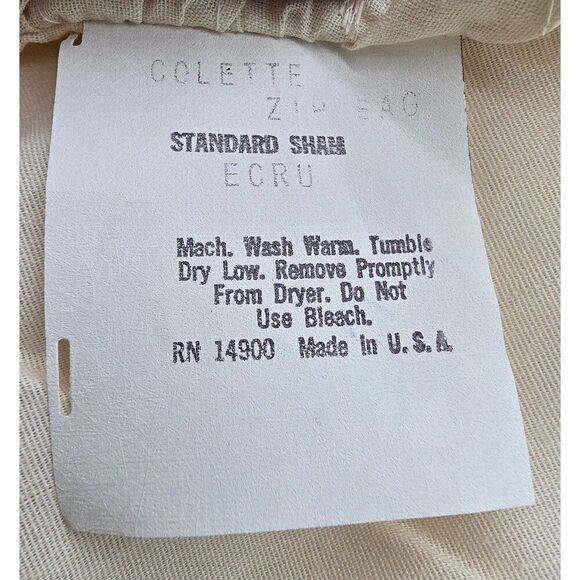 COLETTE
ZIP BAG
STANDARD SHAM
ECRU
Mach. Wash Warm. Tumble
Dry Low. Remove Promptly
From Dryer. Do Not
Use Bleach.
RN 14900 Made in U.S.A.